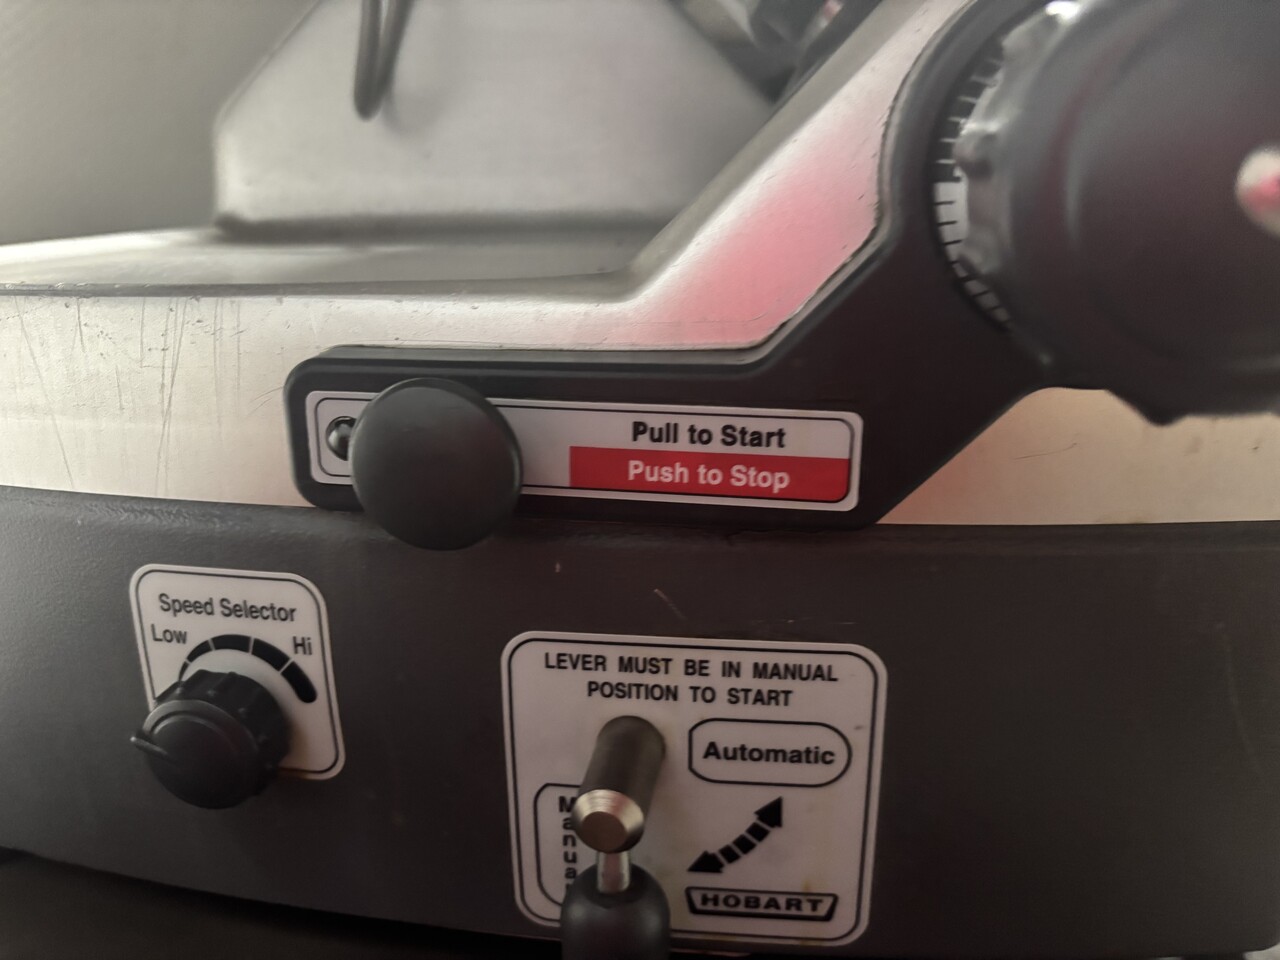 Pull to Start
Push to Stop
Speed Selector
Low Hi
LEVER MUST BE IN MANUAL
POSITION TO START
Automatic
Manual
HOBART